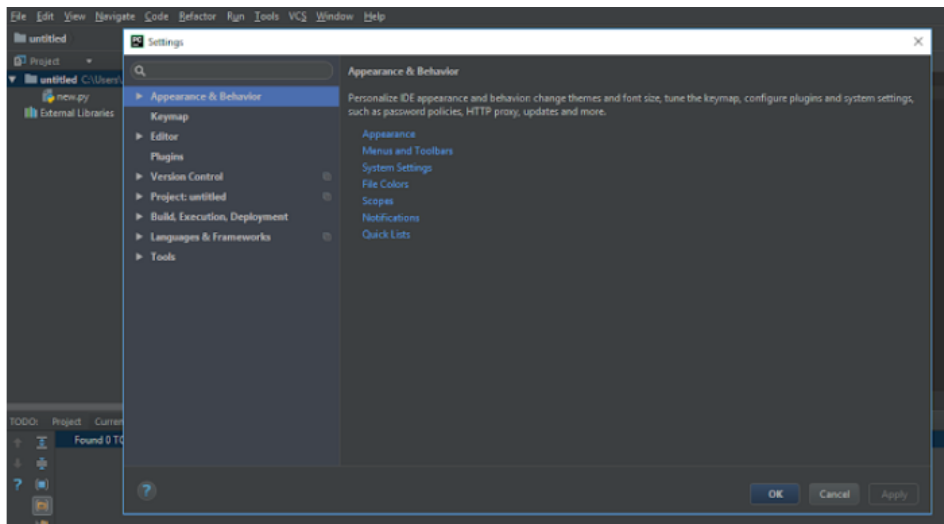 File Edit View Navigate Code Refactor Run Tools VCS Window Help
untitled
PC
Settings
Project
untitled C:\Users\
new.py
External Libraries
Appearance & Behavior
Keymap
Editor
Plugins
Version Control
Project: untitled
Build, Execution, Deployment
Languages & Frameworks
Tools
Appearance & Behavior
Personalize IDE appearance and behavion change themes and font size, tune the keymap, configure plugins and system settings,
such as password policies, HTTP proxy, updates and more.
Appearance
Menus and Toolbars
System Settings
File Colors
Scopes
Notifications
Quick Lists
TODO: Project Curren
Found 0 TO
?
?
OK Cancel Apply